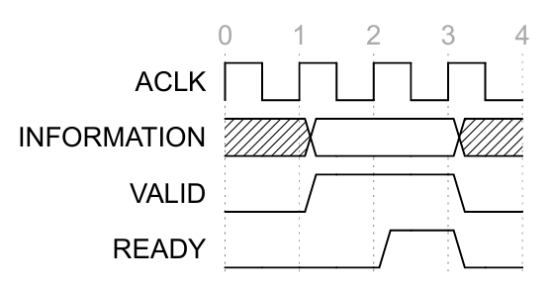 0 1 2 3 4
ACLK
INFORMATION
VALID
READY